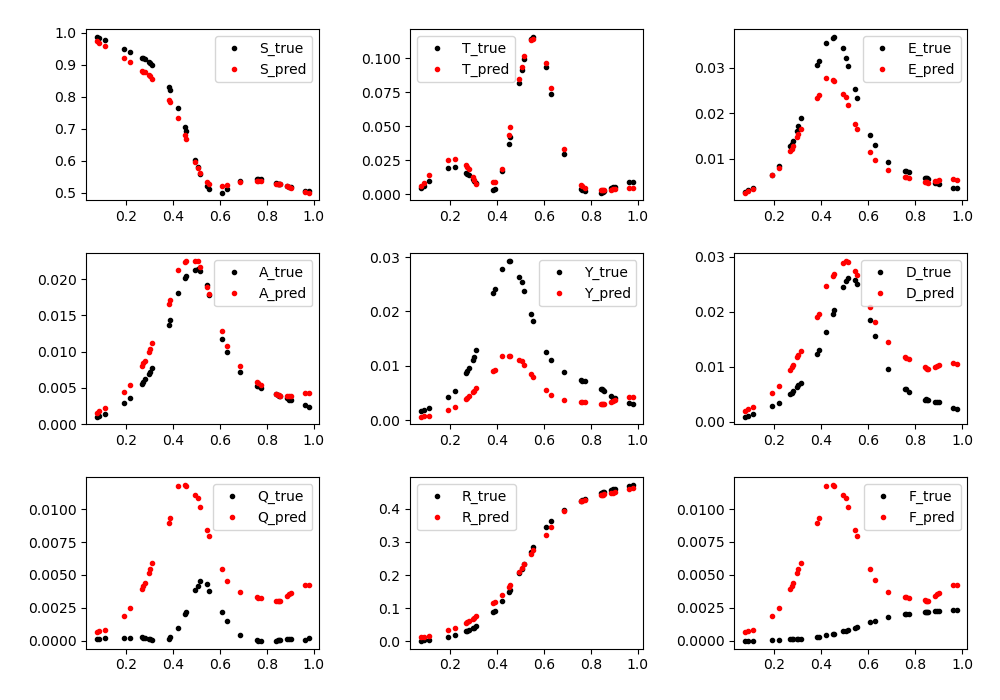 1.0
0.9
0.8
0.7
0.6
0.5
S_true
S_pred
0.2 0.4 0.6 0.8 1.0
0.100
0.075
0.050
0.025
0.000
T_true
T_pred
0.2 0.4 0.6 0.8 1.0
0.03
0.02
0.01
E_true
E_pred
0.2 0.4 0.6 0.8 1.0
0.020
0.015
0.010
0.005
0.000
A_true
A_pred
0.2 0.4 0.6 0.8 1.0
0.03
0.02
0.01
0.00
Y_true
Y_pred
0.2 0.4 0.6 0.8 1.0
0.03
0.02
0.01
0.00
D_true
D_pred
0.2 0.4 0.6 0.8 1.0
0.0100
0.0075
0.0050
0.0025
0.0000
Q_true
Q_pred
0.2 0.4 0.6 0.8 1.0
0.4
0.3
0.2
0.1
0.0
R_true
R_pred
0.2 0.4 0.6 0.8 1.0
0.0100
0.0075
0.0050
0.0025
0.0000
F_true
F_pred
0.2 0.4 0.6 0.8 1.0